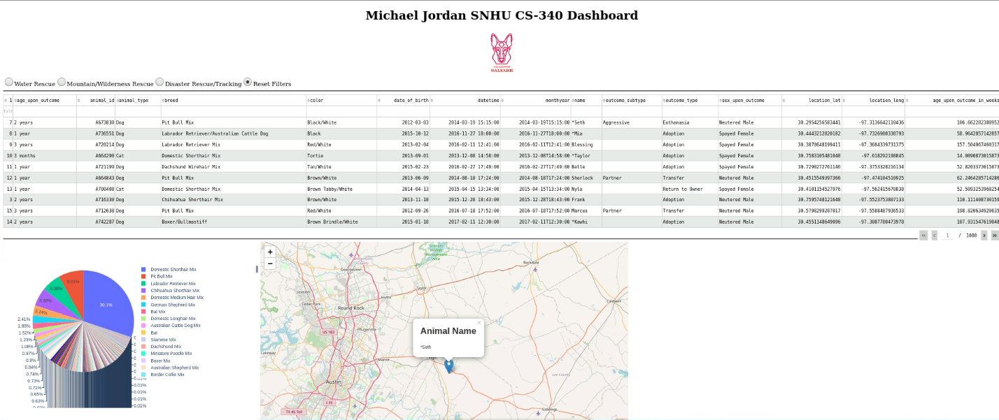 Michael Jordan SNHU CS-340 Dashboard
SALVARE
Water Rescue Mountain/Wilderness Rescue Disaster Rescue/Tracking Reset Filters
1 age_upon_outcome animal_id animal_type breed color date_of_birth datetime monthyear name outcome_subtype outcome_type sex_upon_outcome location_lat location_long age_upon_outcome_in_weeks
7 2 years A673830 Dog Pit Bull Mix Black/White 2012-03-03 2014-03-19 15:15:00 2014-03-19T15:15:00 *Seth Aggressive Euthanasia Neutered Male 30.2954256583441 -97.3136642110436 106.662202380952
8 1 year A736551 Dog Labrador Retriever/Australian Cattle Dog Black 2015-10-12 2016-11-27 18:00:00 2016-11-27T18:00:00 *Mia Adoption Spayed Female 30.4443212820182 -97.7326980338793 58.9642857142857
9 3 years A720214 Dog Labrador Retriever Mix Red/White 2013-02-04 2016-02-11 12:41:00 2016-02-11T12:41:00 Blessing Adoption Spayed Female 30.3870648199411 -97.3684339731375 157.504067460317
10 3 months A664290 Cat Domestic Shorthair Mix Tortie 2013-09-01 2013-12-08 14:58:00 2013-12-08T14:58:00 *Taylor Adoption Spayed Female 30.7583105481048 -97.618292198845 14.0890873015873
11 1 year A721199 Dog Dachshund Wirehair Mix Tan/White 2015-02-23 2016-02-27 17:49:00 2016-02-27T17:49:00 Belle Adoption Spayed Female 30.7290272761146 -97.3753328216134 52.8203373015873
12 1 year A664843 Dog Pit Bull Mix Brown/White 2013-06-09 2014-08-18 17:24:00 2014-08-18T17:24:00 Sherlock Partner Transfer Neutered Male 30.4515549397366 -97.474184510925 62.2464285714286
13 1 year A700408 Cat Domestic Shorthair Mix Brown Tabby/White 2014-04-13 2015-04-15 13:34:00 2015-04-15T13:34:00 Nyla Return to Owner Spayed Female 30.4101154527976 -97.562415670838 52.5093253968254
3 2 years A716330 Dog Chihuahua Shorthair Mix Brown/White 2013-11-18 2015-12-28 18:43:00 2015-12-28T18:43:00 Frank Adoption Neutered Male 30.7595748121648 -97.5523753807133 110.111408730159
15 3 years A712638 Dog Pit Bull Mix Red/White 2012-09-26 2016-07-18 17:52:00 2016-07-18T17:52:00 Marcus Partner Transfer Neutered Male 30.5798299207017 -97.5588487936533 198.820634920635
14 2 years A742287 Dog Boxer/Bullmastiff Brown Brindle/White 2015-01-18 2017-02-11 12:30:00 2017-02-11T12:30:00 *Kawhi Adoption Neutered Male 30.4551148649096 -97.3087780473978 107.931547619048
« ‹ 1 / 1000 › »
Domestic Shorthair Mix
Pit Bull Mix
Labrador Retriever Mix
Chihuahua Shorthair Mix
Domestic Medium Hair Mix
German Shepherd Mix
Bat Mix
Domestic Longhair Mix
Australian Cattle Dog Mix
Bat
Siamese Mix
Dachshund Mix
Miniature Poodle Mix
Boxer Mix
Australian Shepherd Mix
Border Collie Mix
30.1%
3.24%
2.41%
1.88%
1.52%
1.23%
1.08%
0.97%
0.9%
0.84%
0.74%
0.73%
0.71%
0.65%
0.63%
0.01%
0.01%
0.01%
0.01%
+
−
Georgetown
Rockdale
Taylor
Leander
Hutto
Cedar Park
Round Rock
Caldwell
US 183
Pflugerville
Animal Name
×
*Seth
Lakeway
Manor
Elgin
Lee County
Austin
I 35
TX 45 Toll
Giddings